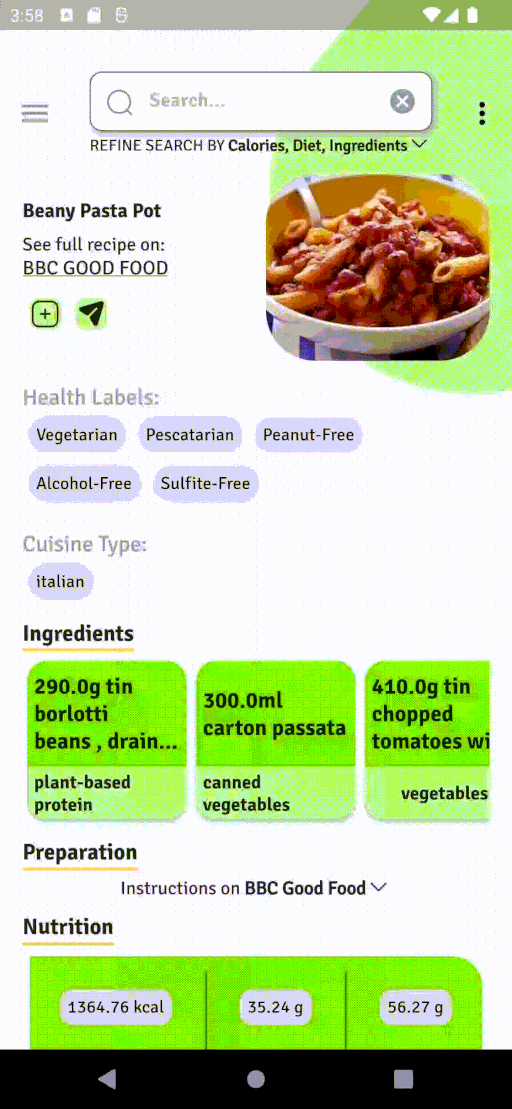 3:58
Search...
REFINE SEARCH BY Calories, Diet, Ingredients
Beany Pasta Pot
See full recipe on:
BBC GOOD FOOD
Health Labels:
Vegetarian Pescatarian Peanut-Free
Alcohol-Free Sulfite-Free
Cuisine Type:
italian
Ingredients
290.0g tin
borlotti
beans , drain...
plant-based
protein
300.0ml
carton passata
canned
vegetables
410.0g tin
chopped
tomatoes wi
vegetables
Preparation
Instructions on BBC Good Food
Nutrition
1364.76 kcal 35.24 g 56.27 g